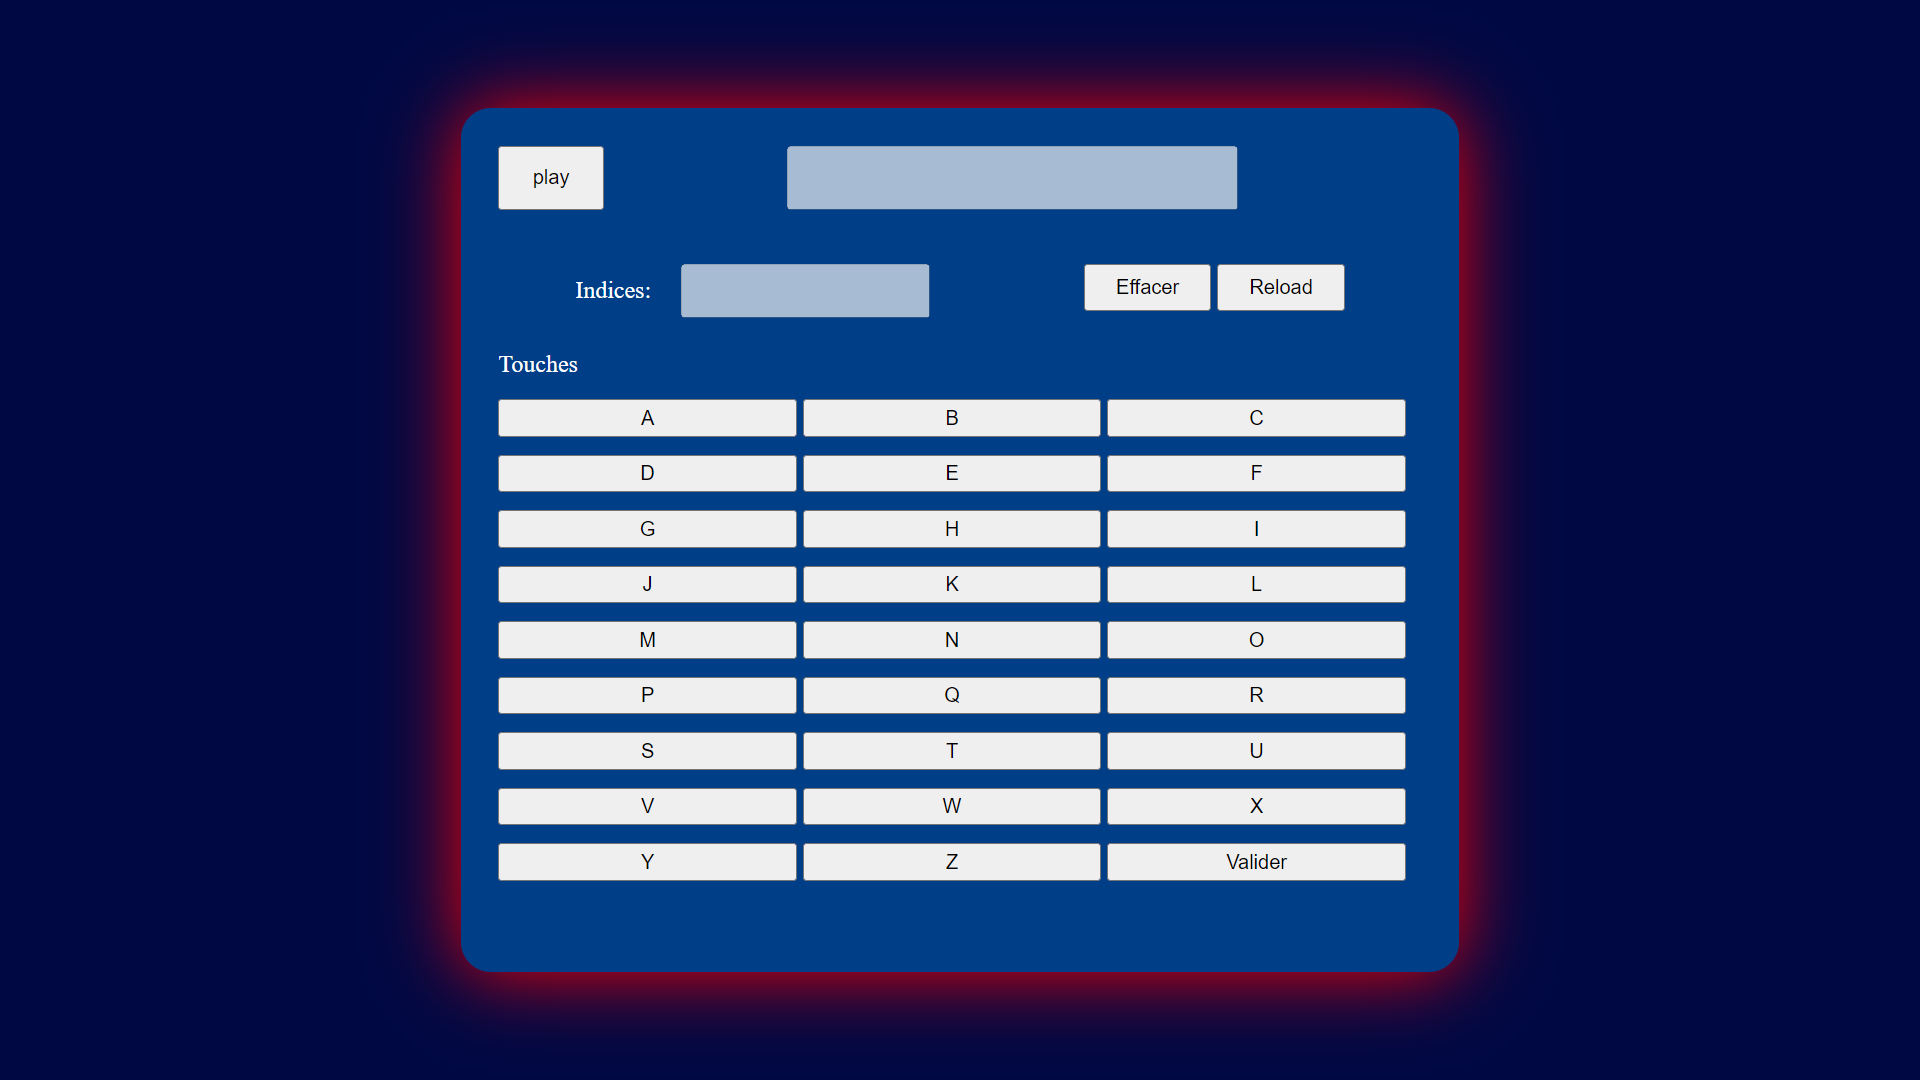 play
Indices: Effacer Reload
Touches
A B C
D E F
G H I
J K L
M N O
P Q R
S T U
V W X
Y Z Valider